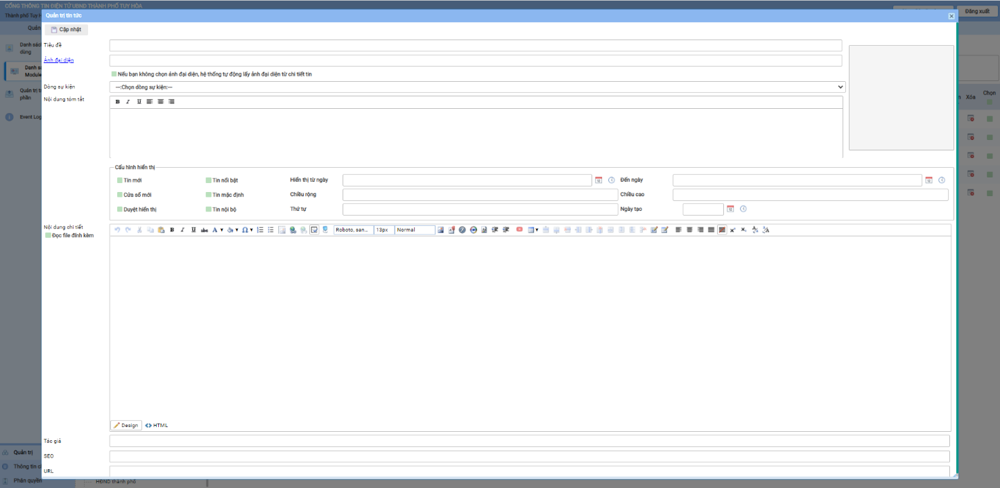 CỔNG THÔNG TIN ĐIỆN TỬ UBND THÀNH PHỐ TUY HÒA
Thành phố Tuy H
Quản trị tin tức
Đăng xuất
Quản
Cập nhật
Danh sác
dùng
Danh s
Module
Quản trị t
phần
Event Log
Tiêu đề
Ảnh đại diện
Nếu bạn không chọn ảnh đại diện, hệ thống tự động lấy ảnh đại diện từ chi tiết tin
Dòng sự kiện
---:Chọn dòng sự kiện:---
Nội dung tóm tắt
B I U
n Xóa Chọn
Cấu hình hiển thị
Tin mới Tin nổi bật Hiển thị từ ngày Đến ngày
Cửa sổ mới Tin mặc định Chiều rộng Chiều cao
Duyệt hiển thị Tin nội bộ Thứ tự Ngày tạo
Nội dung chi tiết
Đọc file đính kèm
B I U abc A Ω Roboto, san... 13px Normal
Design HTML
Tác giả
SEO
URL
Quản trị
Thông tin c
Phân quyền
HĐND thành phố